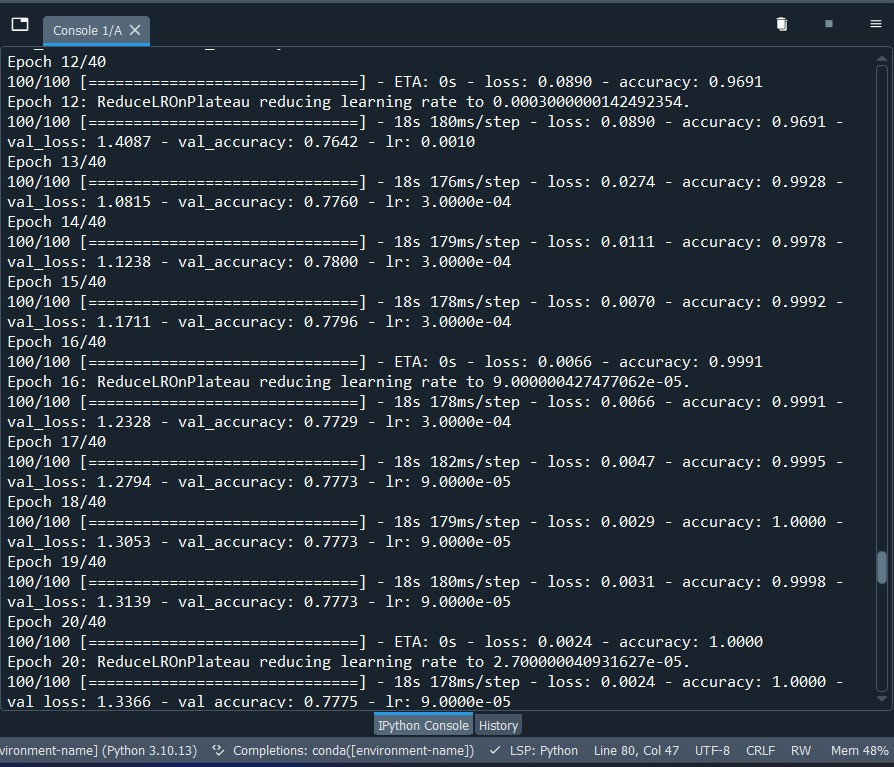 Console 1/A
Epoch 12/40
100/100 [==============================] - ETA: 0s - loss: 0.0890 - accuracy: 0.9691
Epoch 12: ReduceLROnPlateau reducing learning rate to 0.0003000000142492354.
100/100 [==============================] - 18s 180ms/step - loss: 0.0890 - accuracy: 0.9691 -
val_loss: 1.4087 - val_accuracy: 0.7642 - lr: 0.0010
Epoch 13/40
100/100 [==============================] - 18s 176ms/step - loss: 0.0274 - accuracy: 0.9928 -
val_loss: 1.0815 - val_accuracy: 0.7760 - lr: 3.0000e-04
Epoch 14/40
100/100 [==============================] - 18s 179ms/step - loss: 0.0111 - accuracy: 0.9978 -
val_loss: 1.1238 - val_accuracy: 0.7800 - lr: 3.0000e-04
Epoch 15/40
100/100 [==============================] - 18s 178ms/step - loss: 0.0070 - accuracy: 0.9992 -
val_loss: 1.1711 - val_accuracy: 0.7796 - lr: 3.0000e-04
Epoch 16/40
100/100 [==============================] - ETA: 0s - loss: 0.0066 - accuracy: 0.9991
Epoch 16: ReduceLROnPlateau reducing learning rate to 9.000000427477062e-05.
100/100 [==============================] - 18s 178ms/step - loss: 0.0066 - accuracy: 0.9991 -
val_loss: 1.2328 - val_accuracy: 0.7729 - lr: 3.0000e-04
Epoch 17/40
100/100 [==============================] - 18s 182ms/step - loss: 0.0047 - accuracy: 0.9995 -
val_loss: 1.2794 - val_accuracy: 0.7773 - lr: 9.0000e-05
Epoch 18/40
100/100 [==============================] - 18s 179ms/step - loss: 0.0029 - accuracy: 1.0000 -
val_loss: 1.3053 - val_accuracy: 0.7773 - lr: 9.0000e-05
Epoch 19/40
100/100 [==============================] - 18s 180ms/step - loss: 0.0031 - accuracy: 0.9998 -
val_loss: 1.3139 - val_accuracy: 0.7773 - lr: 9.0000e-05
Epoch 20/40
100/100 [==============================] - ETA: 0s - loss: 0.0024 - accuracy: 1.0000
Epoch 20: ReduceLROnPlateau reducing learning rate to 2.700000040931627e-05.
100/100 [==============================] - 18s 178ms/step - loss: 0.0024 - accuracy: 1.0000 -
val_loss: 1.3366 - val_accuracy: 0.7775 - lr: 9.0000e-05
IPython Console History
vironment-name] (Python 3.10.13) Completions: conda([environment-name]) LSP: Python Line 80, Col 47 UTF-8 CRLF RW Mem 48%